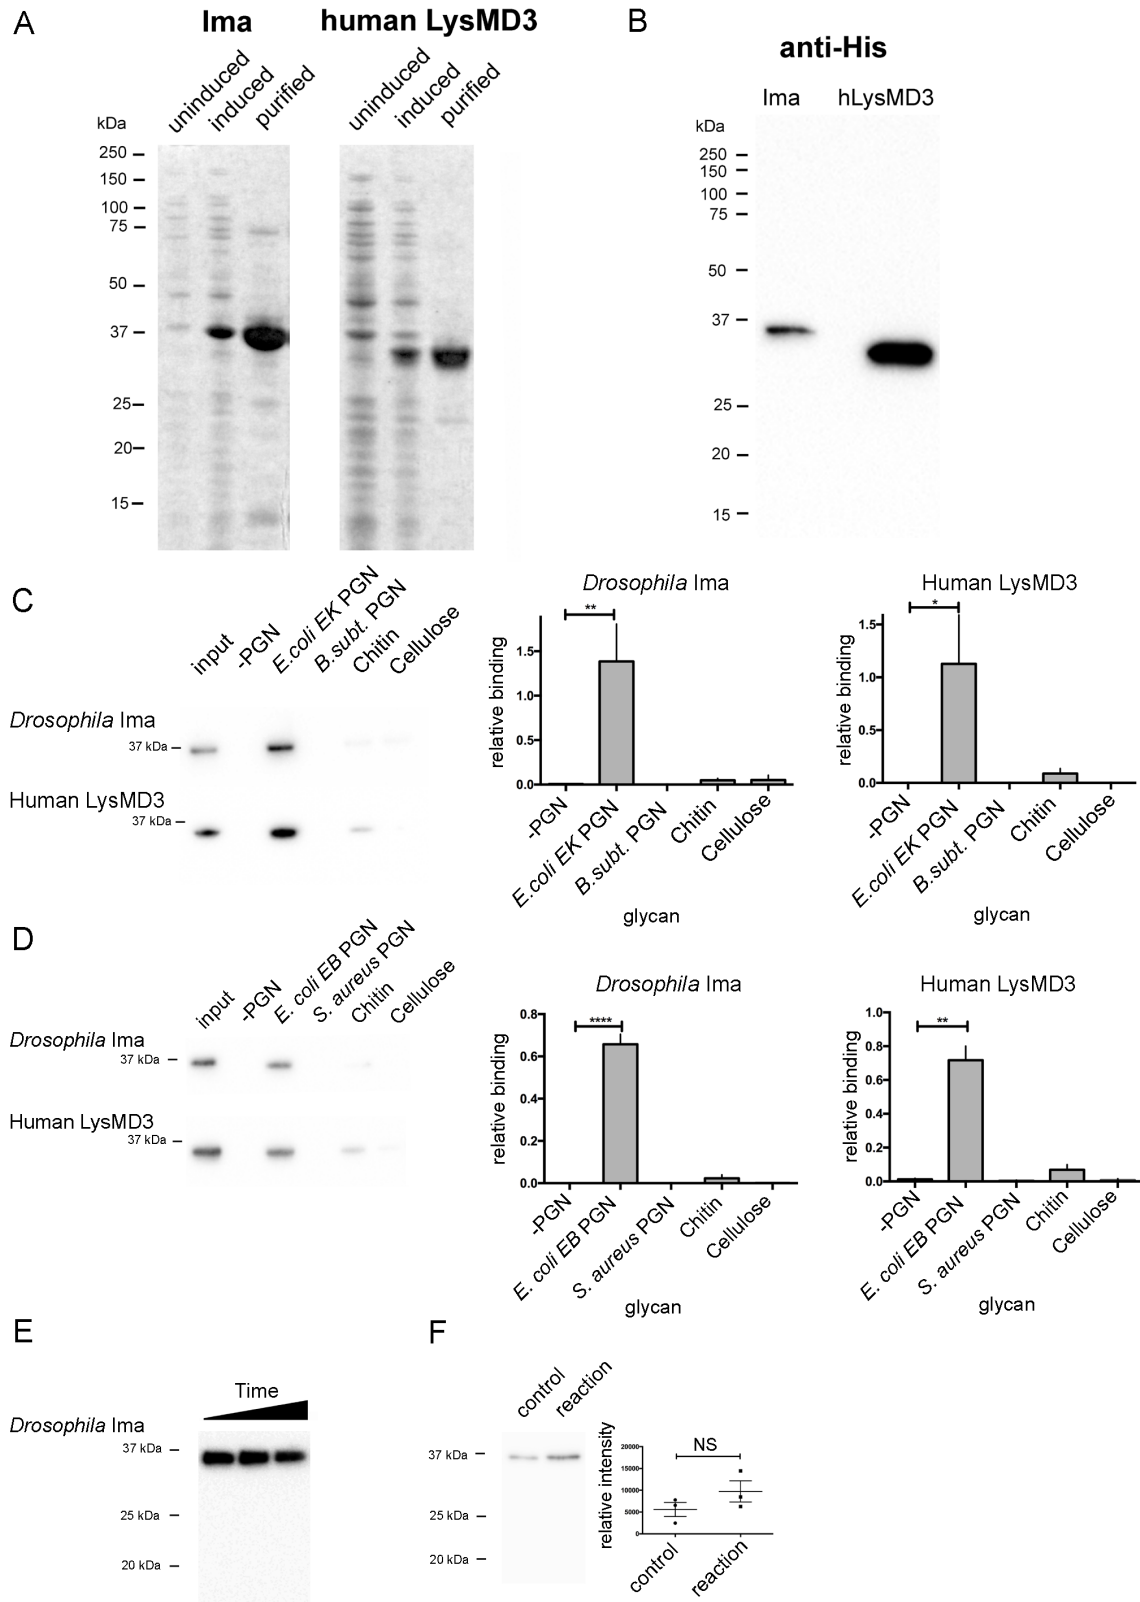 A
Ima
human LysMD3
uninduced
induced
purified
uninduced
induced
purified
kDa
250
150
100
75
50
37
25
20
15
B
anti-His
Ima
hLysMD3
kDa
250
150
100
75
50
37
25
20
15
C
input
-PGN
E.coli EK PGN
B.subt. PGN
Chitin
Cellulose
Drosophila Ima
37 kDa
Human LysMD3
37 kDa
Drosophila Ima
**
relative binding
1.5
1.0
0.5
0.0
-PGN
E.coli EK PGN
B.subt. PGN
Chitin
Cellulose
glycan
Human LysMD3
*
relative binding
1.5
1.0
0.5
0.0
-PGN
E.coli EK PGN
B.subt. PGN
Chitin
Cellulose
glycan
D
input
-PGN
E. coli EB PGN
S. aureus PGN
Chitin
Cellulose
Drosophila Ima
37 kDa
Human LysMD3
37 kDa
Drosophila Ima
****
relative binding
0.8
0.6
0.4
0.2
0.0
-PGN
E. coli EB PGN
S. aureus PGN
Chitin
Cellulose
glycan
Human LysMD3
**
relative binding
1.0
0.8
0.6
0.4
0.2
0.0
-PGN
E. coli EB PGN
S. aureus PGN
Chitin
Cellulose
glycan
E
Time
Drosophila Ima
37 kDa
25 kDa
20 kDa
F
control
reaction
37 kDa
25 kDa
20 kDa
relative intensity
20000
15000
10000
5000
0
NS
control
reaction